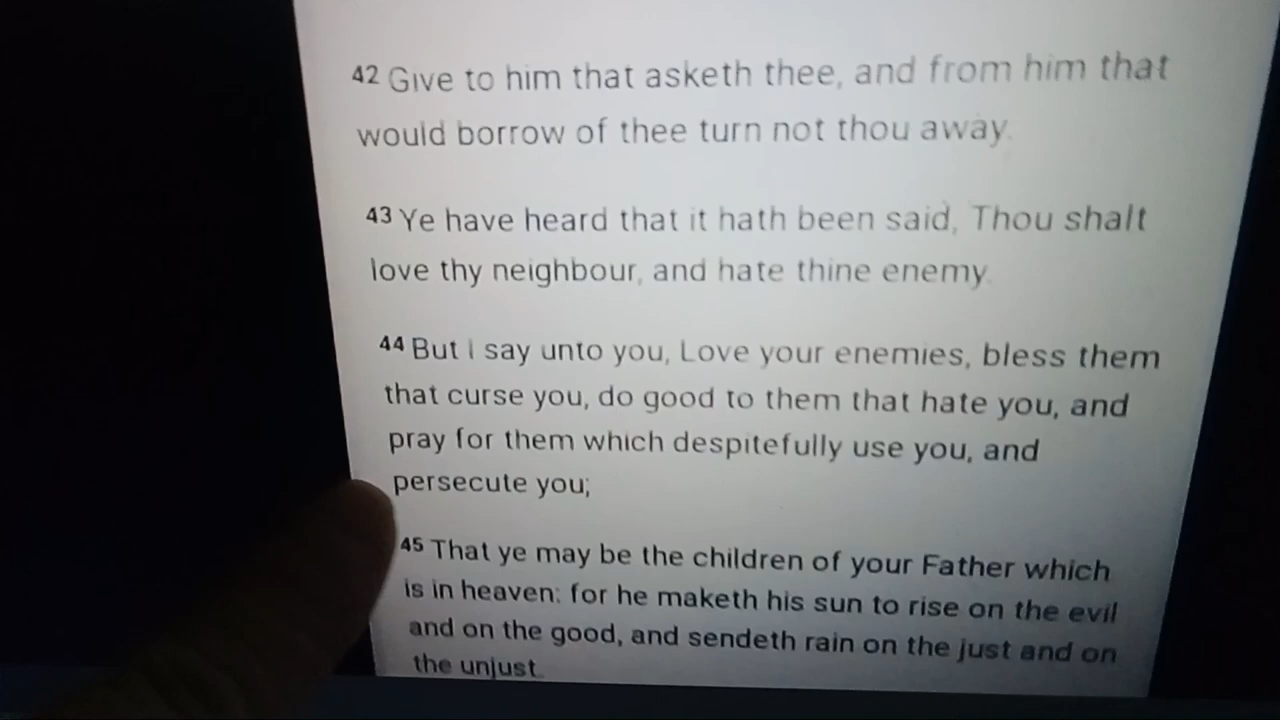 42 Give to him that asketh thee, and from him that
would borrow of thee turn not thou away.
43 Ye have heard that it hath been said, Thou shalt
love thy neighbour, and hate thine enemy.
44 But I say unto you, Love your enemies, bless them
that curse you, do good to them that hate you, and
pray for them which despitefully use you, and
persecute you;
45 That ye may be the children of your Father which
is in heaven: for he maketh his sun to rise on the evil
and on the good, and sendeth rain on the just and on
the unjust.